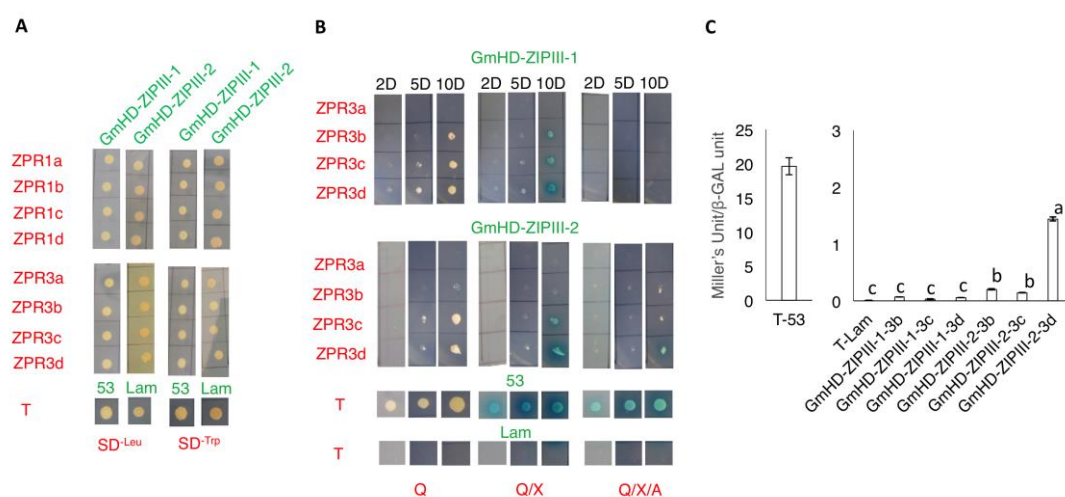 A
GmHD-ZIPIII-1
GmHD-ZIPIII-2
GmHD-ZIPIII-1
GmHD-ZIPIII-2
ZPR1a
ZPR1b
ZPR1c
ZPR1d
ZPR3a
ZPR3b
ZPR3c
ZPR3d
53 Lam 53 Lam
T
SD-Leu SD-Trp
B
GmHD-ZIPIII-1
2D 5D 10D 2D 5D 10D 2D 5D 10D
ZPR3a
ZPR3b
ZPR3c
ZPR3d
GmHD-ZIPIII-2
ZPR3a
ZPR3b
ZPR3c
ZPR3d
53
T
Lam
T
Q Q/X Q/X/A
C
Miller's Unit/β-GAL unit
25
20
15
10
5
0
T-53
3
2
1
0
c c c c b b a
T-Lam
GmHD-ZIPIII-1-3b
GmHD-ZIPIII-1-3c
GmHD-ZIPIII-1-3d
GmHD-ZIPIII-2-3b
GmHD-ZIPIII-2-3c
GmHD-ZIPIII-2-3d